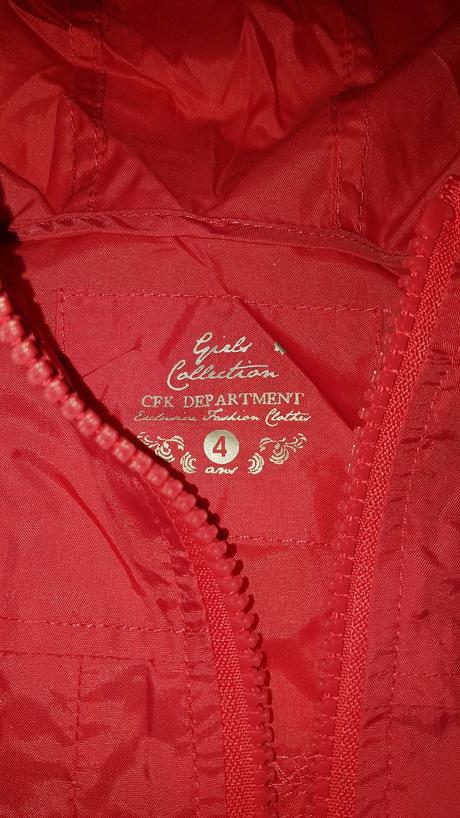 Girls
Collection
CFK DEPARTMENT
Exclusive Fashion Clothes
4
ans